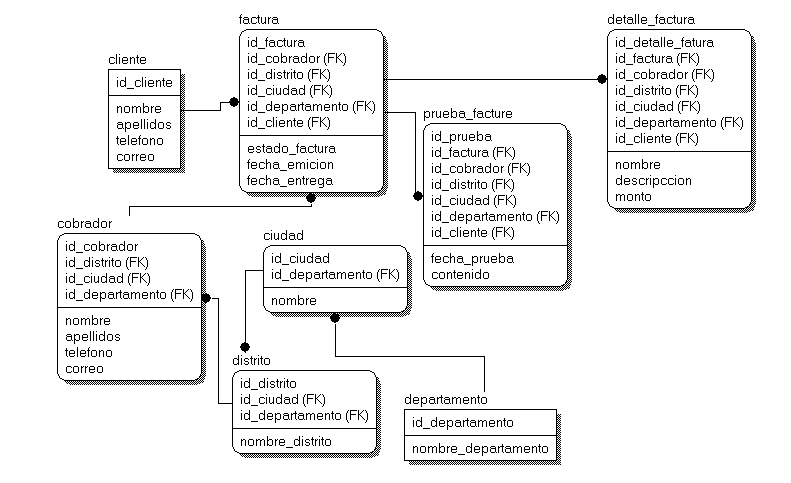 factura
id_factura
id_cobrador (FK)
id_distrito (FK)
id_ciudad (FK)
id_departamento (FK)
id_cliente (FK)
estado_factura
fecha_emicion
fecha_entrega
detalle_factura
id_detalle_fatura
id_factura (FK)
id_cobrador (FK)
id_distrito (FK)
id_ciudad (FK)
id_departamento (FK)
id_cliente (FK)
nombre
descripccion
monto
cliente
id_cliente
nombre
apellidos
telefono
correo
prueba_facture
id_prueba
id_factura (FK)
id_cobrador (FK)
id_distrito (FK)
id_ciudad (FK)
id_departamento (FK)
id_cliente (FK)
fecha_prueba
contenido
cobrador
id_cobrador
id_distrito (FK)
id_ciudad (FK)
id_departamento (FK)
nombre
apellidos
telefono
correo
ciudad
id_ciudad
id_departamento (FK)
nombre
distrito
id_distrito
id_ciudad (FK)
id_departamento (FK)
nombre_distrito
departamento
id_departamento
nombre_departamento